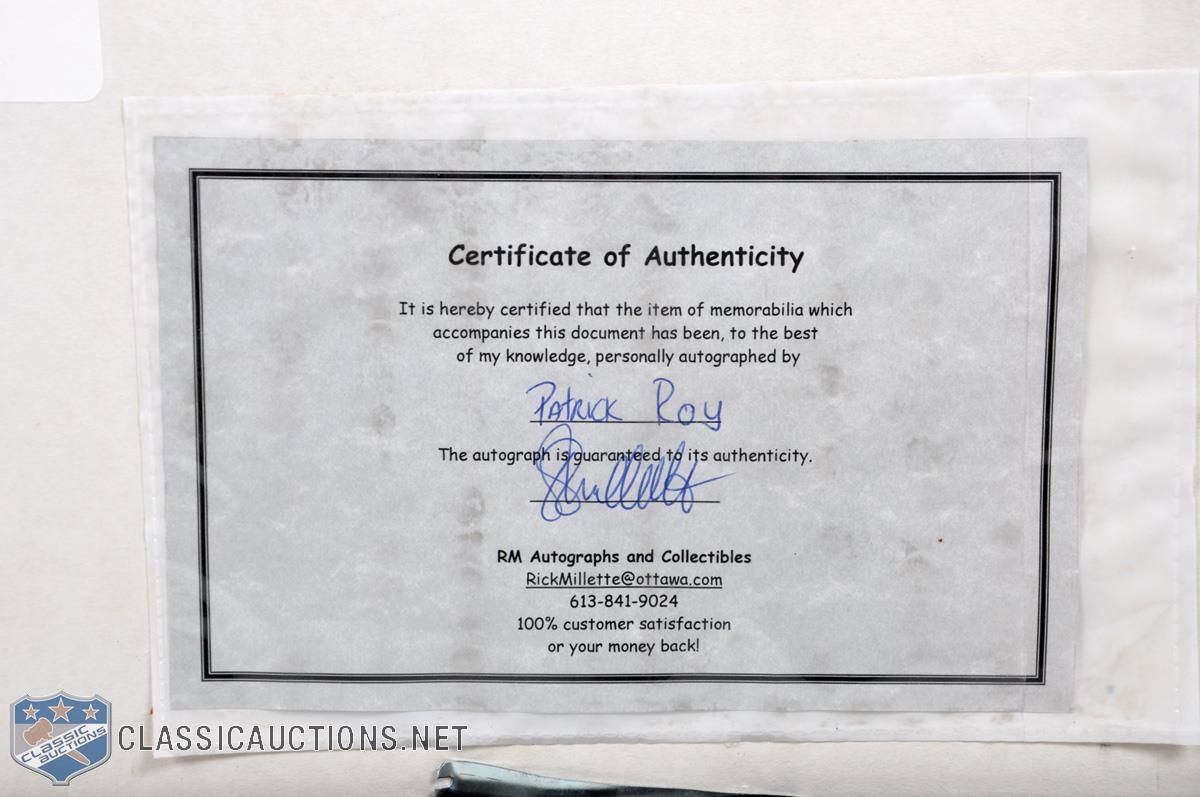 Certificate of Authenticity
It is hereby certified that the item of memorabilia which
accompanies this document has been, to the best
of my knowledge, personally autographed by
Patrick Roy
The autograph is guaranteed to its authenticity.
RM Autographs and Collectibles
RickMillette@ottawa.com
613-841-9024
100% customer satisfaction
or your money back!
CLASSIC
AUCTIONS
CLASSICAUCTIONS.NET